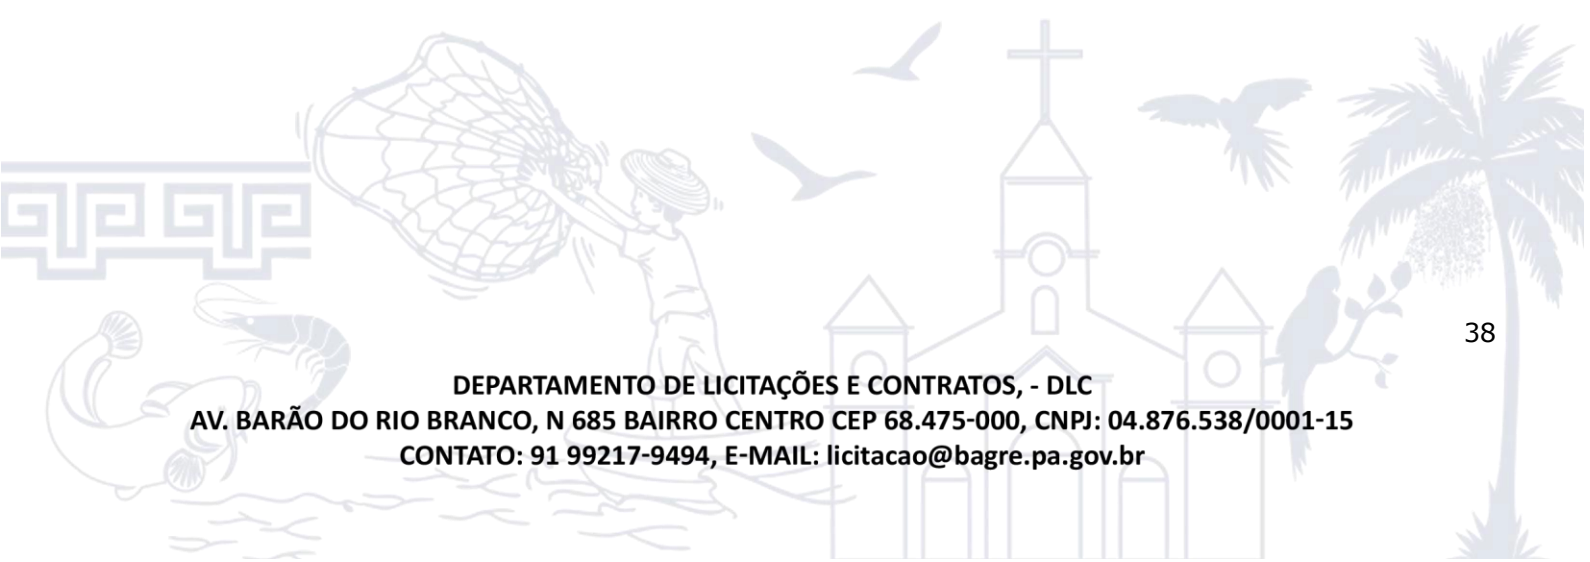 38
DEPARTAMENTO DE LICITAÇÕES E CONTRATOS, - DLC
AV. BARÃO DO RIO BRANCO, N 685 BAIRRO CENTRO CEP 68.475-000, CNPJ: 04.876.538/0001-15
CONTATO: 91 99217-9494, E-MAIL: licitacao@bagre.pa.gov.br